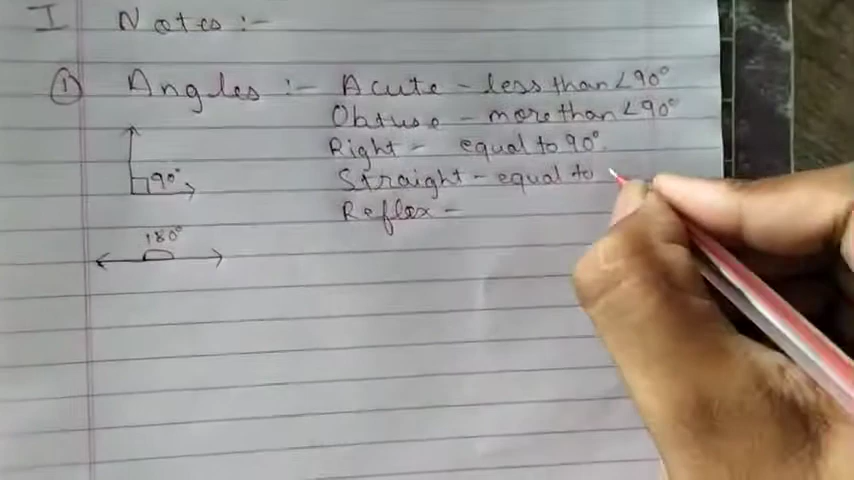 I Notes :-
① Angles :- Acute - less than ∠90°
Obtuse - more than ∠90°
Right - equal to 90°.
Straight - equal to
Reflex -
90°
180°